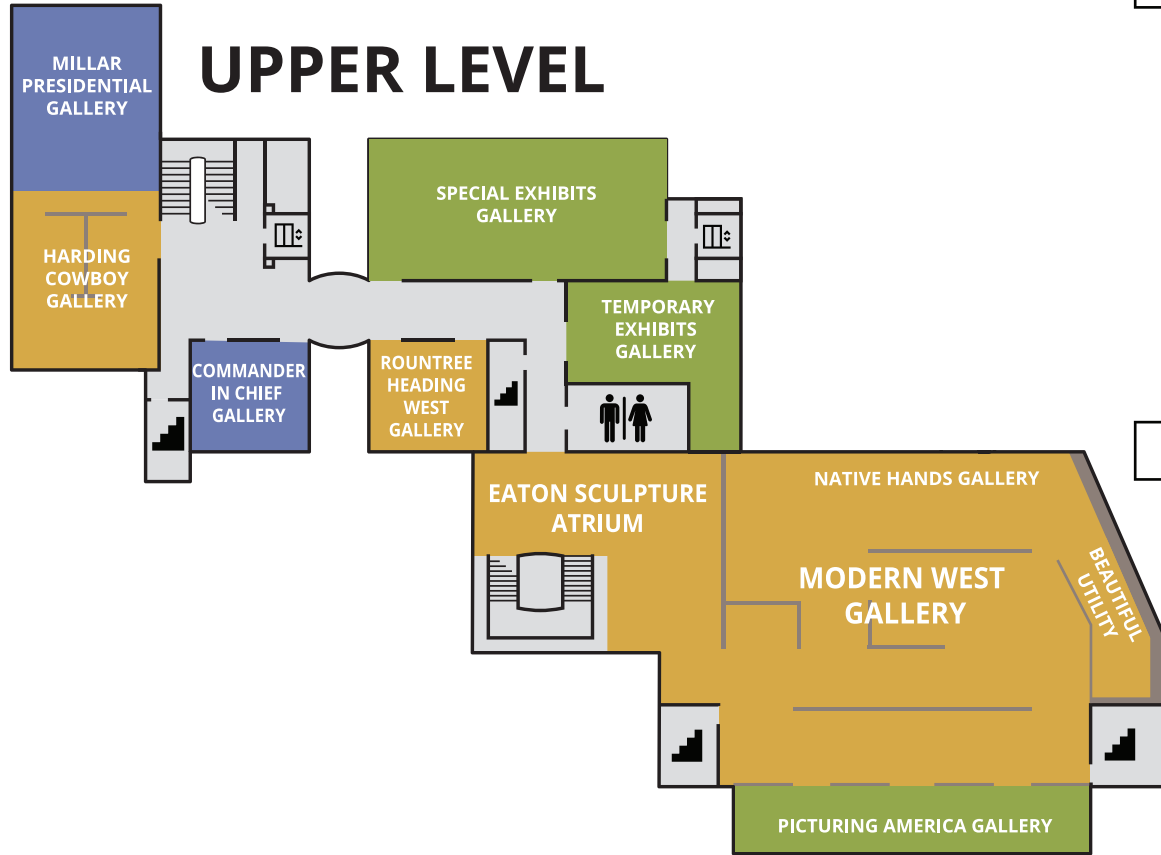 UPPER LEVEL
MILLAR
PRESIDENTIAL
GALLERY
SPECIAL EXHIBITS
GALLERY
HARDING
COWBOY
GALLERY
TEMPORARY
EXHIBITS
GALLERY
COMMANDER
IN CHIEF
GALLERY
ROUNTREE
HEADING
WEST
GALLERY
EATON SCULPTURE
ATRIUM
NATIVE HANDS GALLERY
MODERN WEST
GALLERY
BEAUTIFUL
UTILITY
PICTURING AMERICA GALLERY